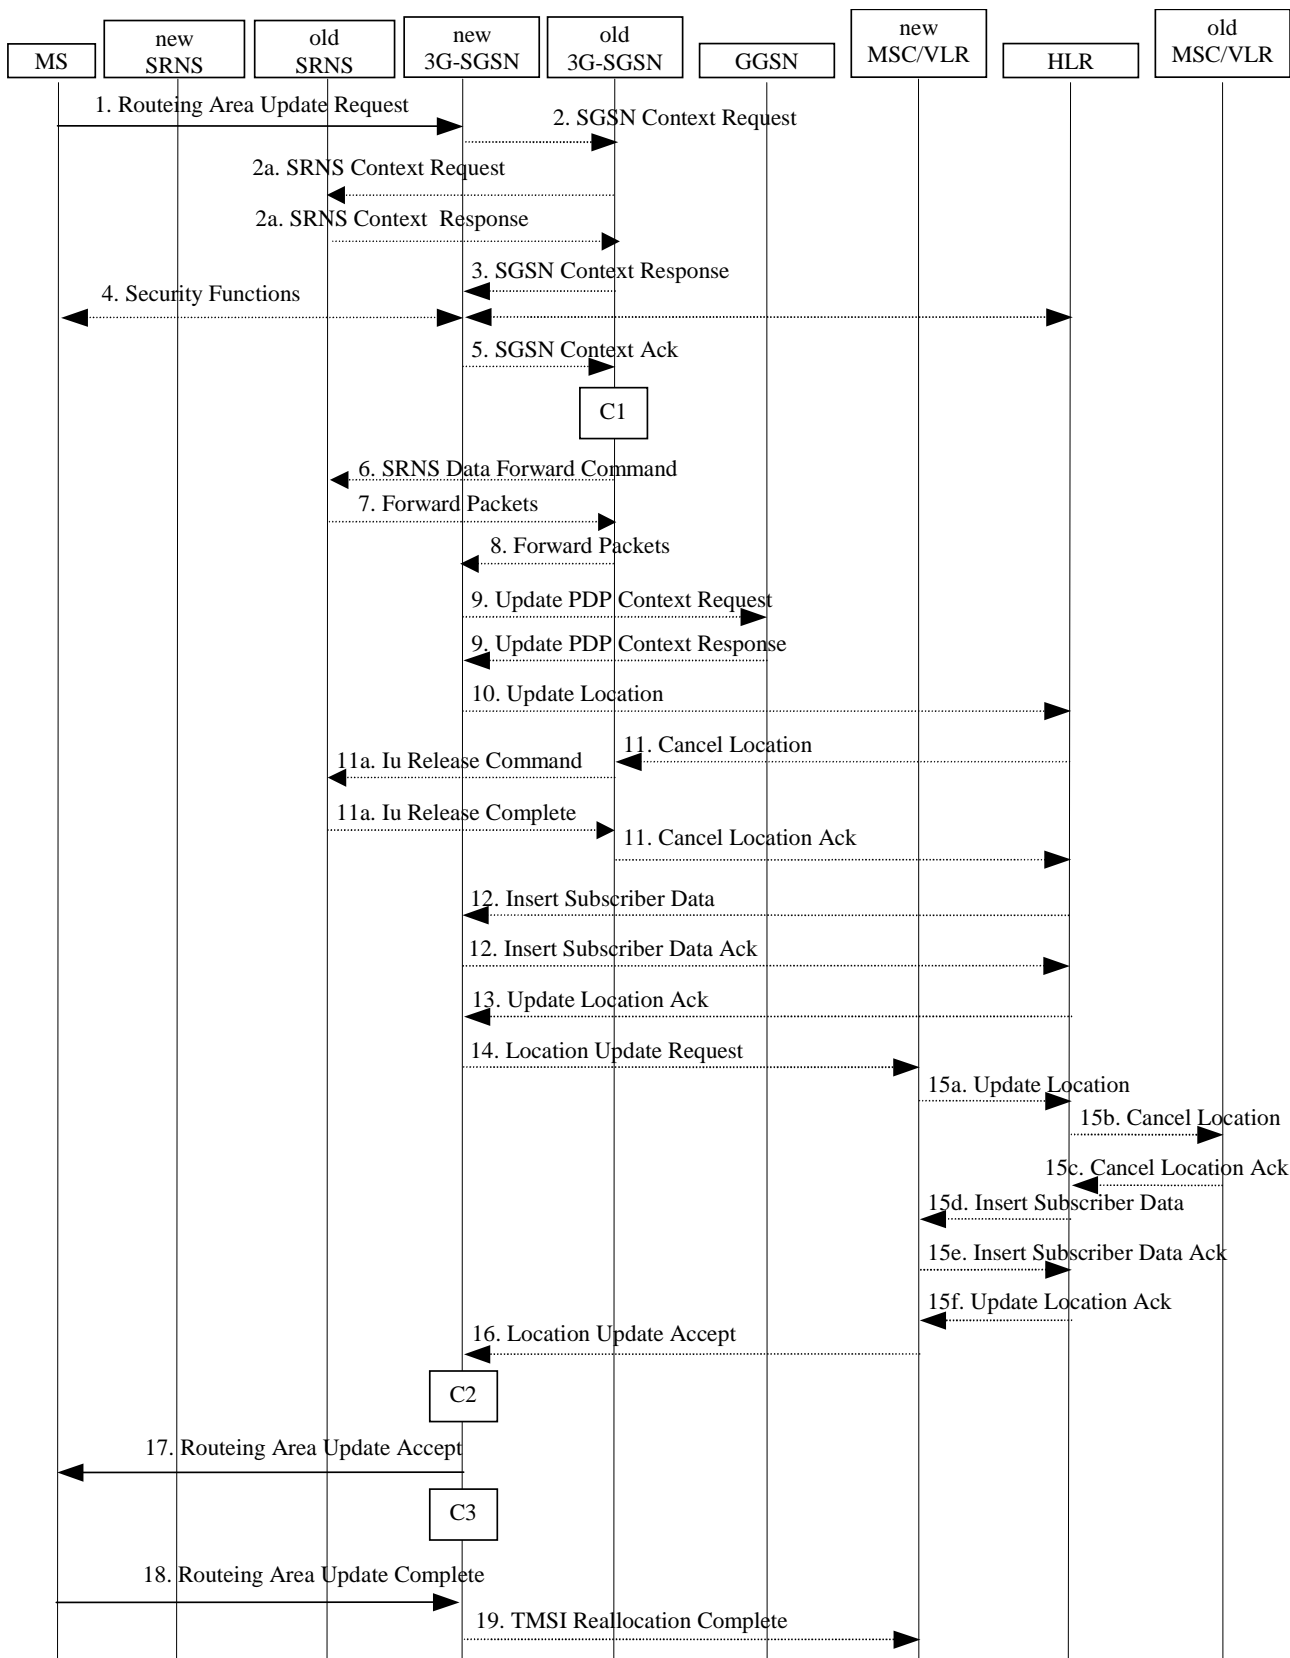 MS
new
SRNS
old
SRNS
new
3G-SGSN
old
3G-SGSN
GGSN
new
MSC/VLR
HLR
old
MSC/VLR
1. Routeing Area Update Request
2. SGSN Context Request
2a. SRNS Context Request
2a. SRNS Context Response
3. SGSN Context Response
4. Security Functions
5. SGSN Context Ack
C1
6. SRNS Data Forward Command
7. Forward Packets
8. Forward Packets
9. Update PDP Context Request
9. Update PDP Context Response
10. Update Location
11. Cancel Location
11a. Iu Release Command
11a. Iu Release Complete
11. Cancel Location Ack
12. Insert Subscriber Data
12. Insert Subscriber Data Ack
13. Update Location Ack
14. Location Update Request
15a. Update Location
15b. Cancel Location
15c. Cancel Location Ack
15d. Insert Subscriber Data
15e. Insert Subscriber Data Ack
15f. Update Location Ack
16. Location Update Accept
C2
17. Routeing Area Update Accept
C3
18. Routeing Area Update Complete
19. TMSI Reallocation Complete